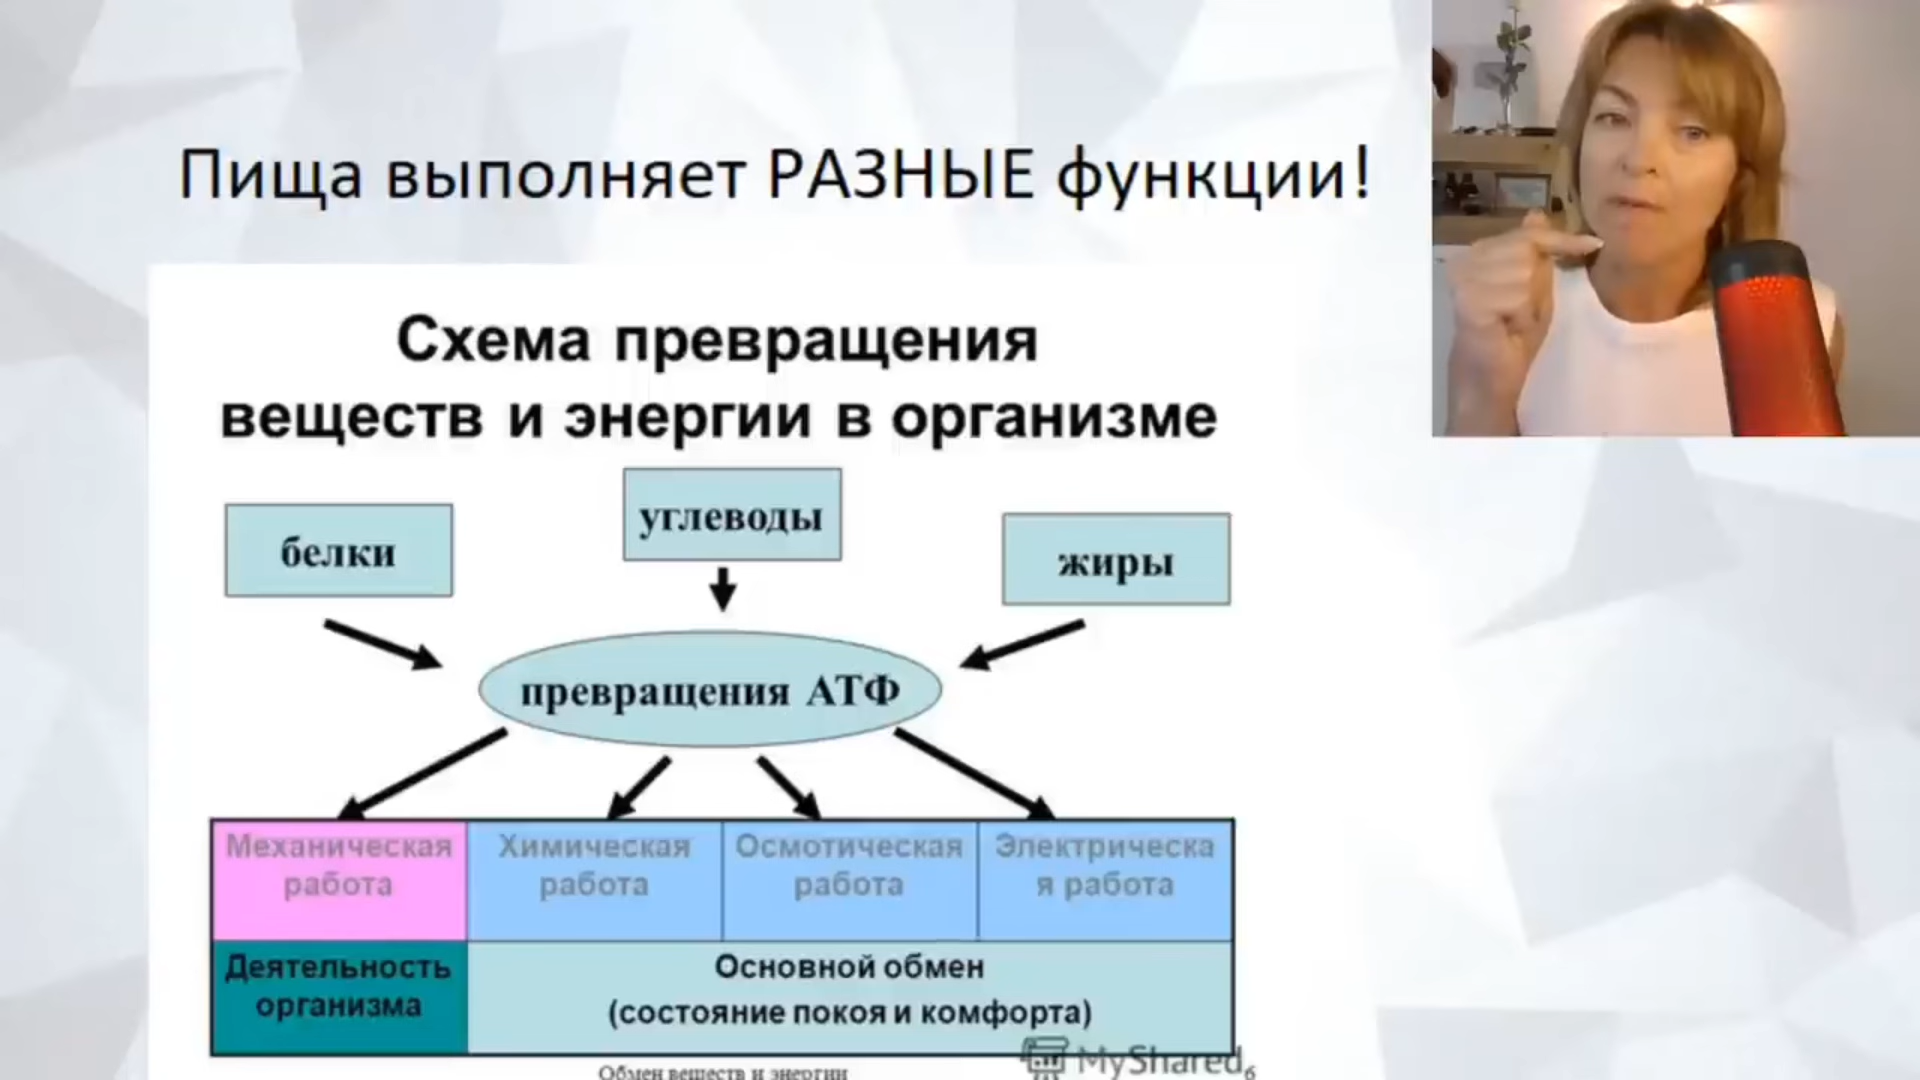 Пища выполняет РАЗНЫЕ функции!
Схема превращения
веществ и энергии в организме
белки
углеводы
жиры
превращения АТФ
Механическая
работа
Химическая
работа
Осмотическая
работа
Электрическа
я работа
Деятельность
организма
Основной обмен
(состояние покоя и комфорта)
Обмен веществ и энергии
MyShared
6